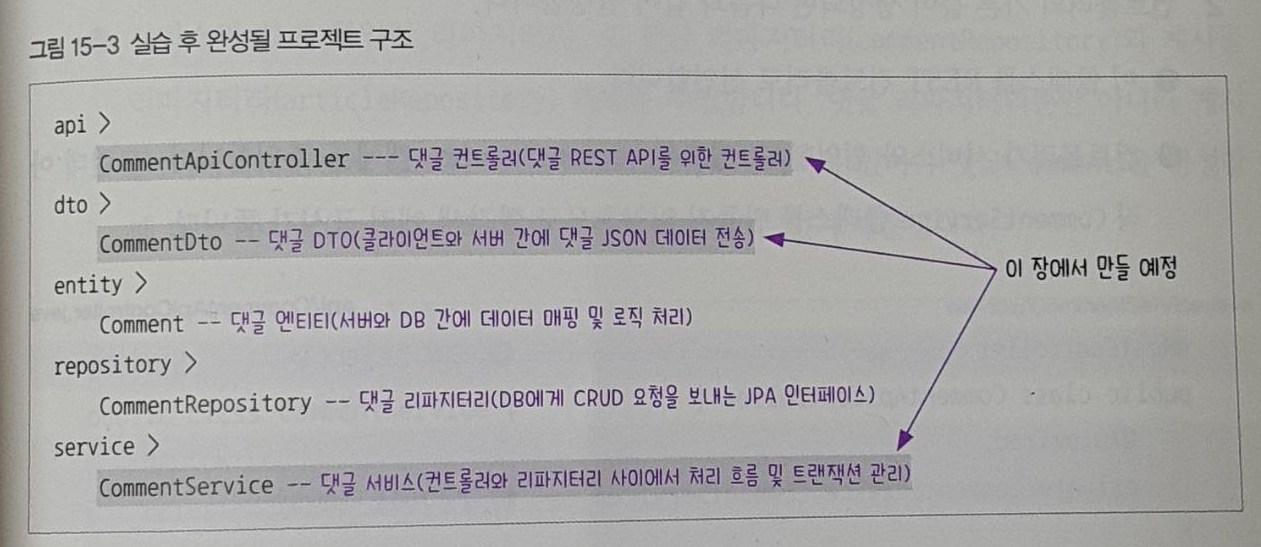 그림 15-3 실습 후 완성될 프로젝트 구조
api >
CommentApiController --- 댓글 컨트롤러(댓글 REST API를 위한 컨트롤러)
dto >
CommentDto -- 댓글 DTO(클라이언트와 서버 간에 댓글 JSON 데이터 전송)
이 장에서 만들 예정
entity >
Comment -- 댓글 엔티티(서버와 DB 간에 데이터 매핑 및 로직 처리)
repository >
CommentRepository -- 댓글 리파지터리(DB에게 CRUD 요청을 보내는 JPA 인터페이스)
service >
CommentService -- 댓글 서비스(컨트롤러와 리파지터리 사이에서 처리 흐름 및 트랜잭션 관리)